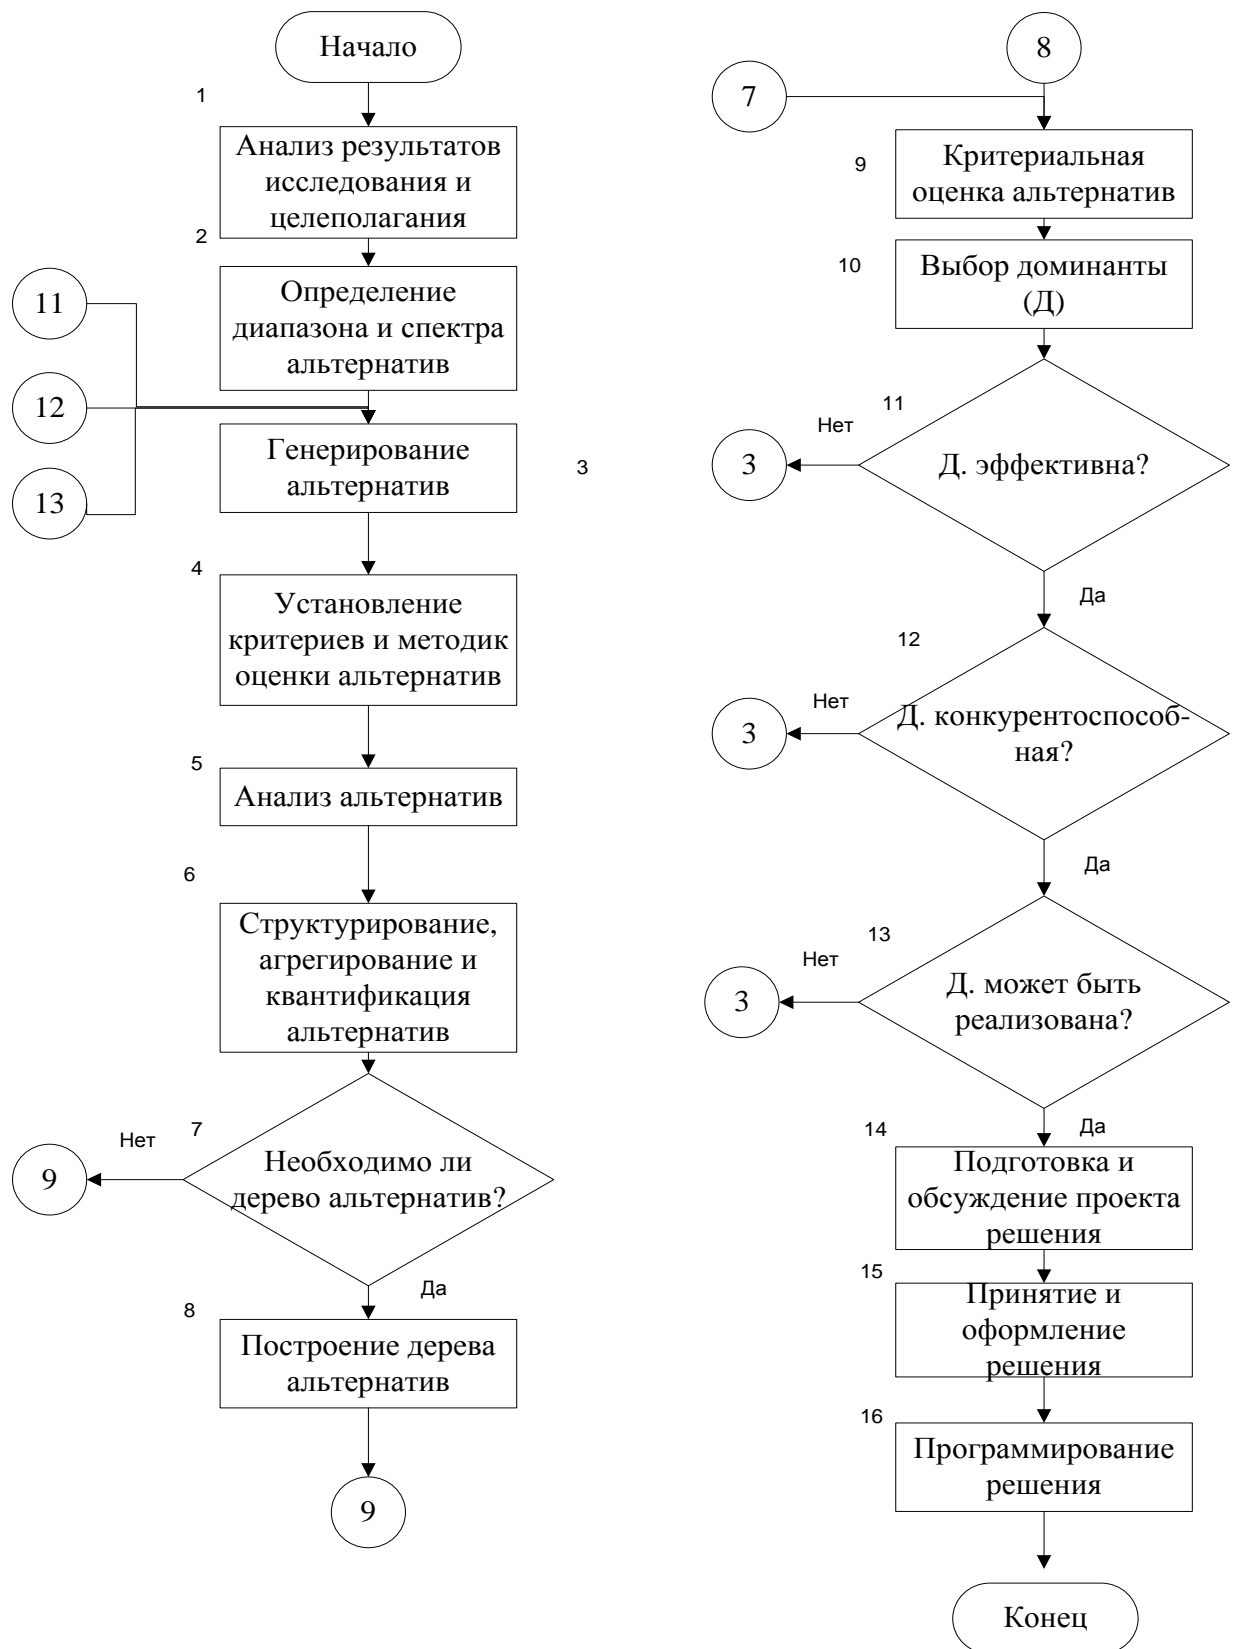 Начало
1
Анализ результатов
исследования и
целеполагания
2
Определение
диапазона и спектра
альтернатив
11
12
13
Генерирование
альтернатив
3
4
Установление
критериев и методик
оценки альтернатив
5
Анализ альтернатив
6
Структурирование,
агрегирование и
квантификация
альтернатив
7
Нет
9
Необходимо ли
дерево альтернатив?
Да
8
Построение дерева
альтернатив
9
8
7
9
Критериальная
оценка альтернатив
10
Выбор доминанты
(Д)
11
Нет
3
Д. эффективна?
Да
12
Нет
3
Д. конкурентоспособ-
ная?
Да
13
Нет
3
Д. может быть
реализована?
Да
14
Подготовка и
обсуждение проекта
решения
15
Принятие и
оформление
решения
16
Программирование
решения
Конец